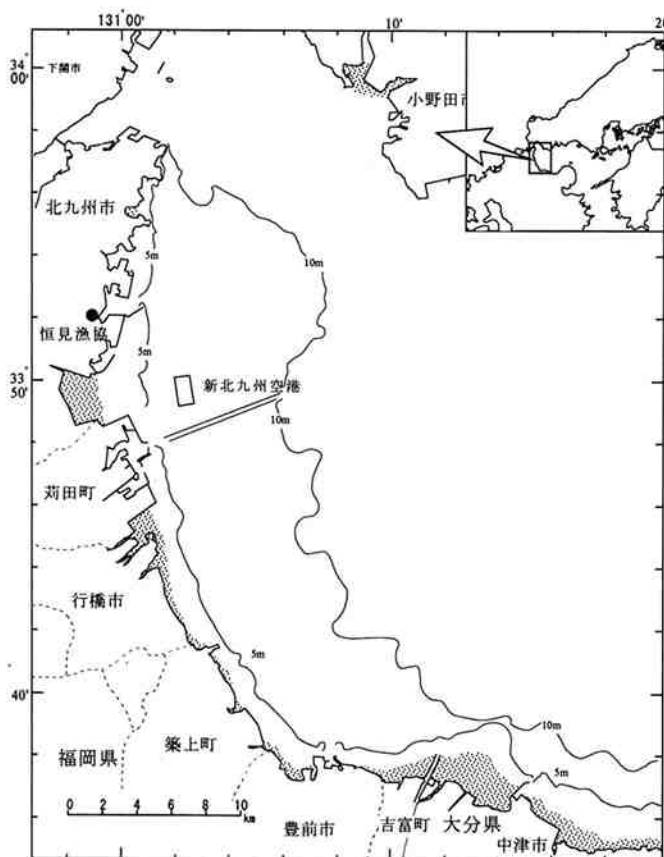 131 00'
10'
20
34
00'
下関市
小野田市
北九州市
5m
10m
恒見漁協
5m
33
50'
新北九州空港
10m
苅田町
行橋市
5m
40'
10m
築上町
福岡県
5m
0 2 4 6 8 10
km
豊前市
吉富町
大分県
中津市